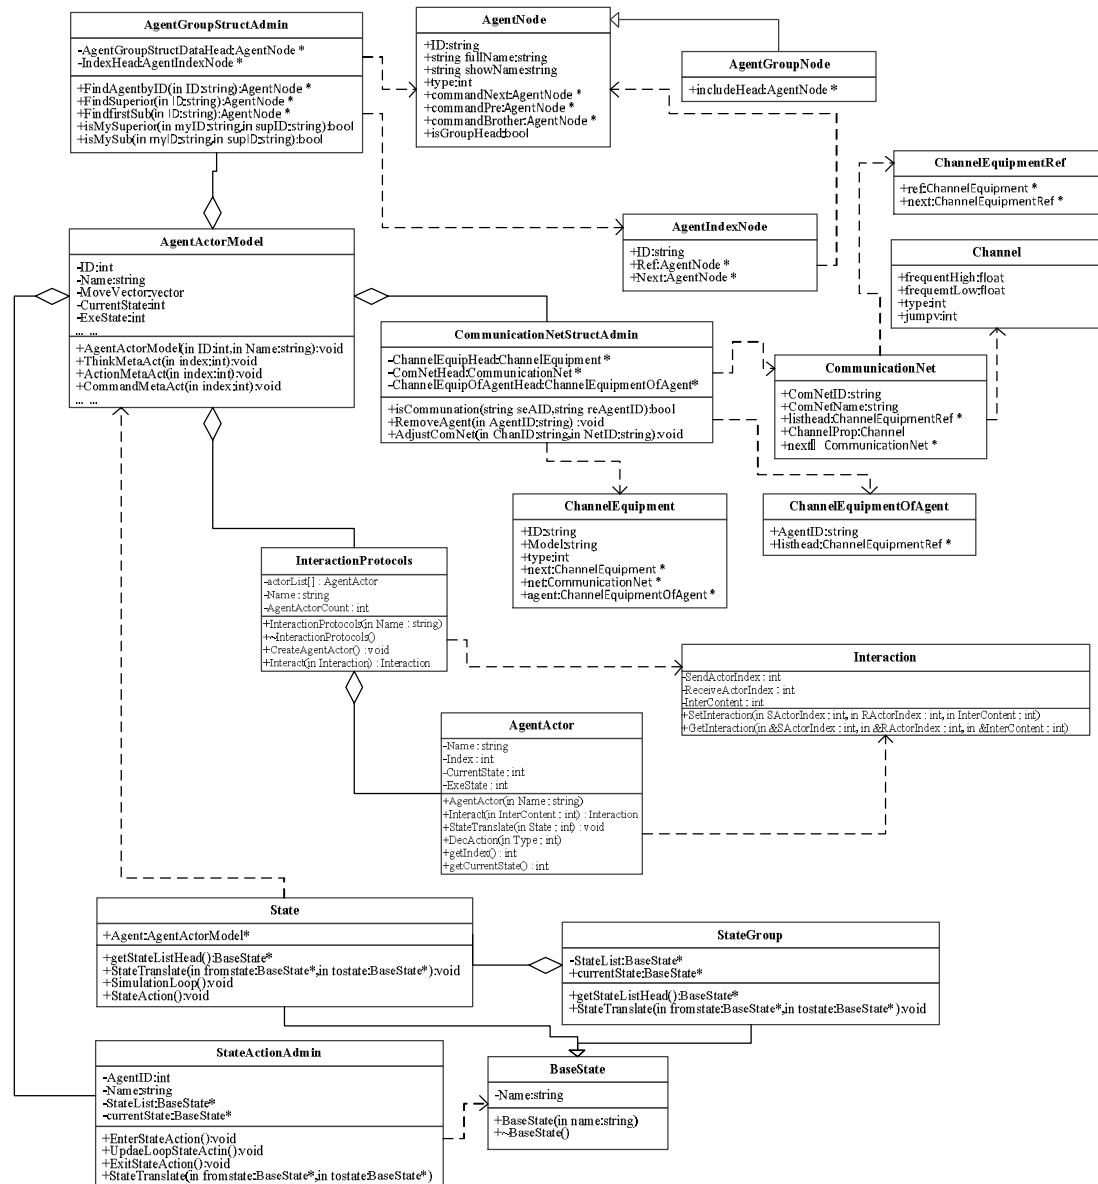 AgentGroupStructAdmin
-AgentGroupStructDataHead:AgentNode *
-IndexHead:AgentIndexNode *
+FindAgentbyID(in ID:string):AgentNode *
+FindSuperior(in ID:string):AgentNode *
+FindfirstSub(in ID:string):AgentNode *
+isMySuperior(in myID:string,in supID:string):bool
+isMySub(in myID:string,in supID:string):bool
AgentNode
+ID:string
+string fullName:string
+string showName:string
+type:int
+commandNext:AgentNode *
+commandPre:AgentNode *
+commandBrother:AgentNode *
+isGroupHead:bool
AgentGroupNode
+includeHead:AgentNode *
ChannelEquipmentRef
+ref:ChannelEquipment *
+next:ChannelEquipmentRef *
AgentIndexNode
+ID:string
+Ref:AgentNode *
+Next:AgentNode *
Channel
+frequentHigh:float
+frequemtLow:float
+type:int
+jumpv:int
AgentActorModel
-ID:int
-Name:string
-MoveVector:vector
-CurrentState:int
-ExeState:int
... ...
+AgentActorModel(in ID:int,in Name:string):void
+ThinkMetaAct(in index:int):void
+ActionMetaAct(in index:int):void
+CommandMetaAct(in index:int):void
... ...
CommunicationNetStructAdmin
-ChannelEquipHead:ChannelEquipment *
-ComNetHead:CommunicationNet *
-ChannelEquipOfAgentHead:ChannelEquipmentOfAgent*
+isCommunation(string seAID,string reAgentID):bool
+RemoveAgent(in AgentID:string) :void
+AdjustComNet(in ChanID:string,in NetID:string):void
CommunicationNet
+ComNetID:string
+ComNetName:string
+listhead:ChannelEquipmentRef *
+ChannelProp:Channel
+next CommunicationNet *
ChannelEquipment
+ID:string
+Model:string
+type:int
+next:ChannelEquipment *
+net:CommunicationNet *
+agent:ChannelEquipmentOfAgent *
ChannelEquipmentOfAgent
+AgentID:string
+listhead:ChannelEquipmentRef *
InteractionProtocols
-actorList[] : AgentActor
-Name : string
-AgentActorCount : int
+InteractionProtocols(in Name : string)
+~InteractionProtocols()
+CreateAgentActor() : void
+Interact(in Interaction) : Interaction
Interaction
-SendActorIndex : int
-ReceiveActorIndex : int
-InterContent : int
+SetInteraction(in SActorIndex : int, in RActorIndex : int, in InterContent : int)
+GetInteraction(in &SActorIndex : int, in &RActorIndex : int, in &InterContent : int)
AgentActor
-Name : string
-Index : int
-CurrentState : int
-ExeState : int
+AgentActor(in Name : string)
+Interact(in InterContent : int) : Interaction
+StateTranslate(in State : int) : void
+DecAction(in Type : int)
+getIndex() : int
+getCurrentState() : int
State
+Agent:AgentActorModel*
+getStateListHead():BaseState*
+StateTranslate(in fromstate:BaseState*,in tostate:BaseState*):void
+SimulationLoop():void
+StateAction():void
StateGroup
-StateList:BaseState*
+currentState:BaseState*
+getStateListHead():BaseState*
+StateTranslate(in fromstate:BaseState*,in tostate:BaseState*):void
StateActionAdmin
-AgentID:int
-Name:string
-StateList:BaseState*
-currentState:BaseState*
+EnterStateAction():void
+UpdaeLoopStateActin():void
+ExitStateAction():void
+StateTranslate(in fromstate:BaseState*,in tostate:BaseState*)
BaseState
-Name:string
+BaseState(in name:string)
+~BaseState()